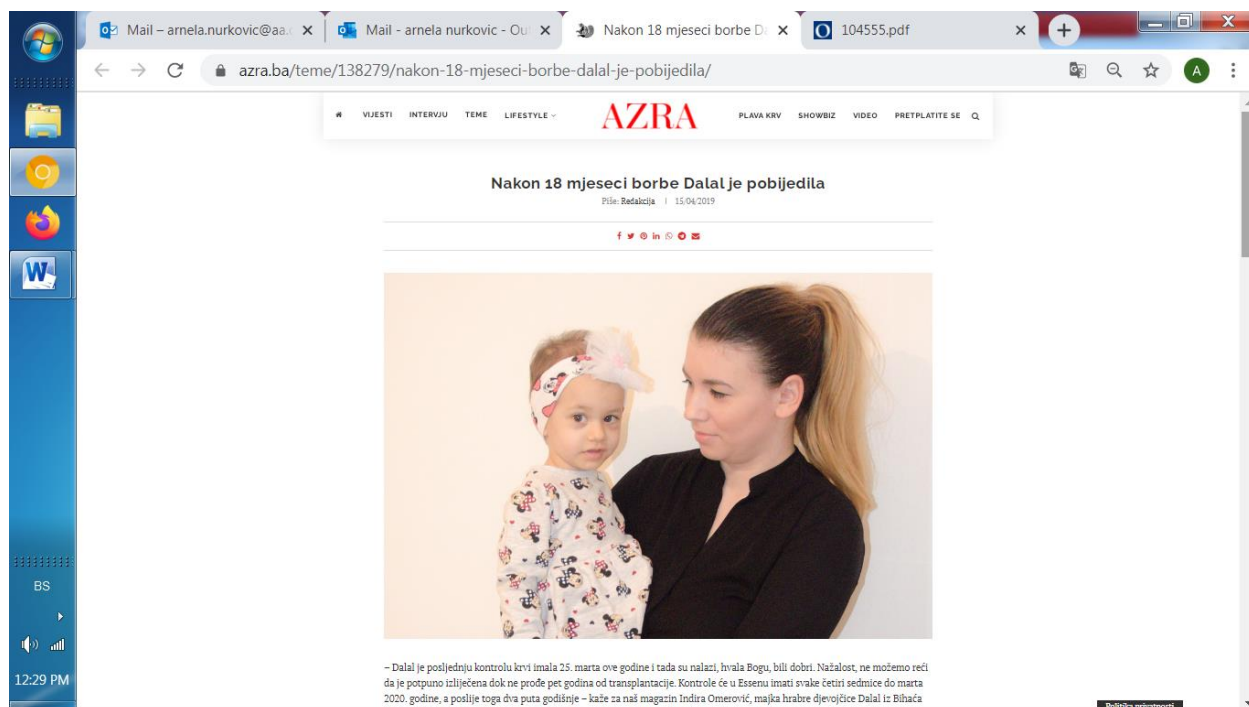 Mail – arnela.nurkovic@aa.
Mail - arnela nurkovic - Ou
Nakon 18 mjeseci borbe D
104555.pdf
azra.ba/teme/138279/nakon-18-mjeseci-borbe-dalal-je-pobijedila/
A
VIJESTI INTERVJU TEME LIFESTYLE AZRA PLAVA KRV SHOWBIZ VIDEO PRETPLATITE SE
Nakon 18 mjeseci borbe Dalal je pobijedila
Piše: Redakcija | 15/04/2019
– Dalal je posljednju kontrolu krvi imala 25. marta ove godine i tada su nalazi, hvala Bogu, bili dobri. Nažalost, ne možemo reći
da je potpuno izliječena dok ne prođe pet godina od transplantacije. Kontrole će u Essenu imati svake četiri sedmice do marta
2020. godine, a poslije toga dva puta godišnje – kaže za naš magazin Indira Omerović, majka hrabre djevojčice Dalal iz Bihaća
Politika privatnosti
BS
12:29 PM